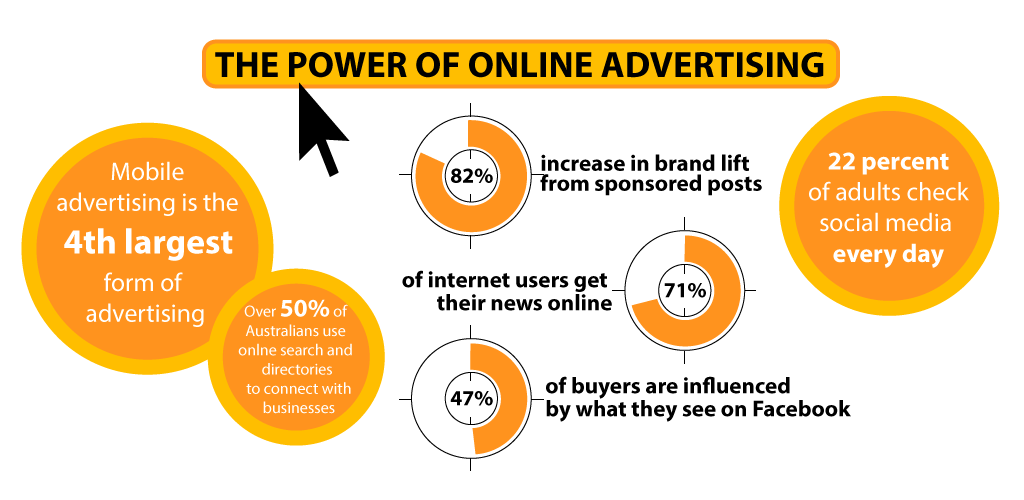 THE POWER OF ONLINE ADVERTISING
Mobile
advertising is the
4th largest
form of
advertising
Over 50% of
Australians use
onlne search and
directories
to connect with
businesses
82%
increase in brand lift
from sponsored posts
of internet users get
their news online
71%
47%
of buyers are influenced
by what they see on Facebook
22 percent
of adults check
social media
every day